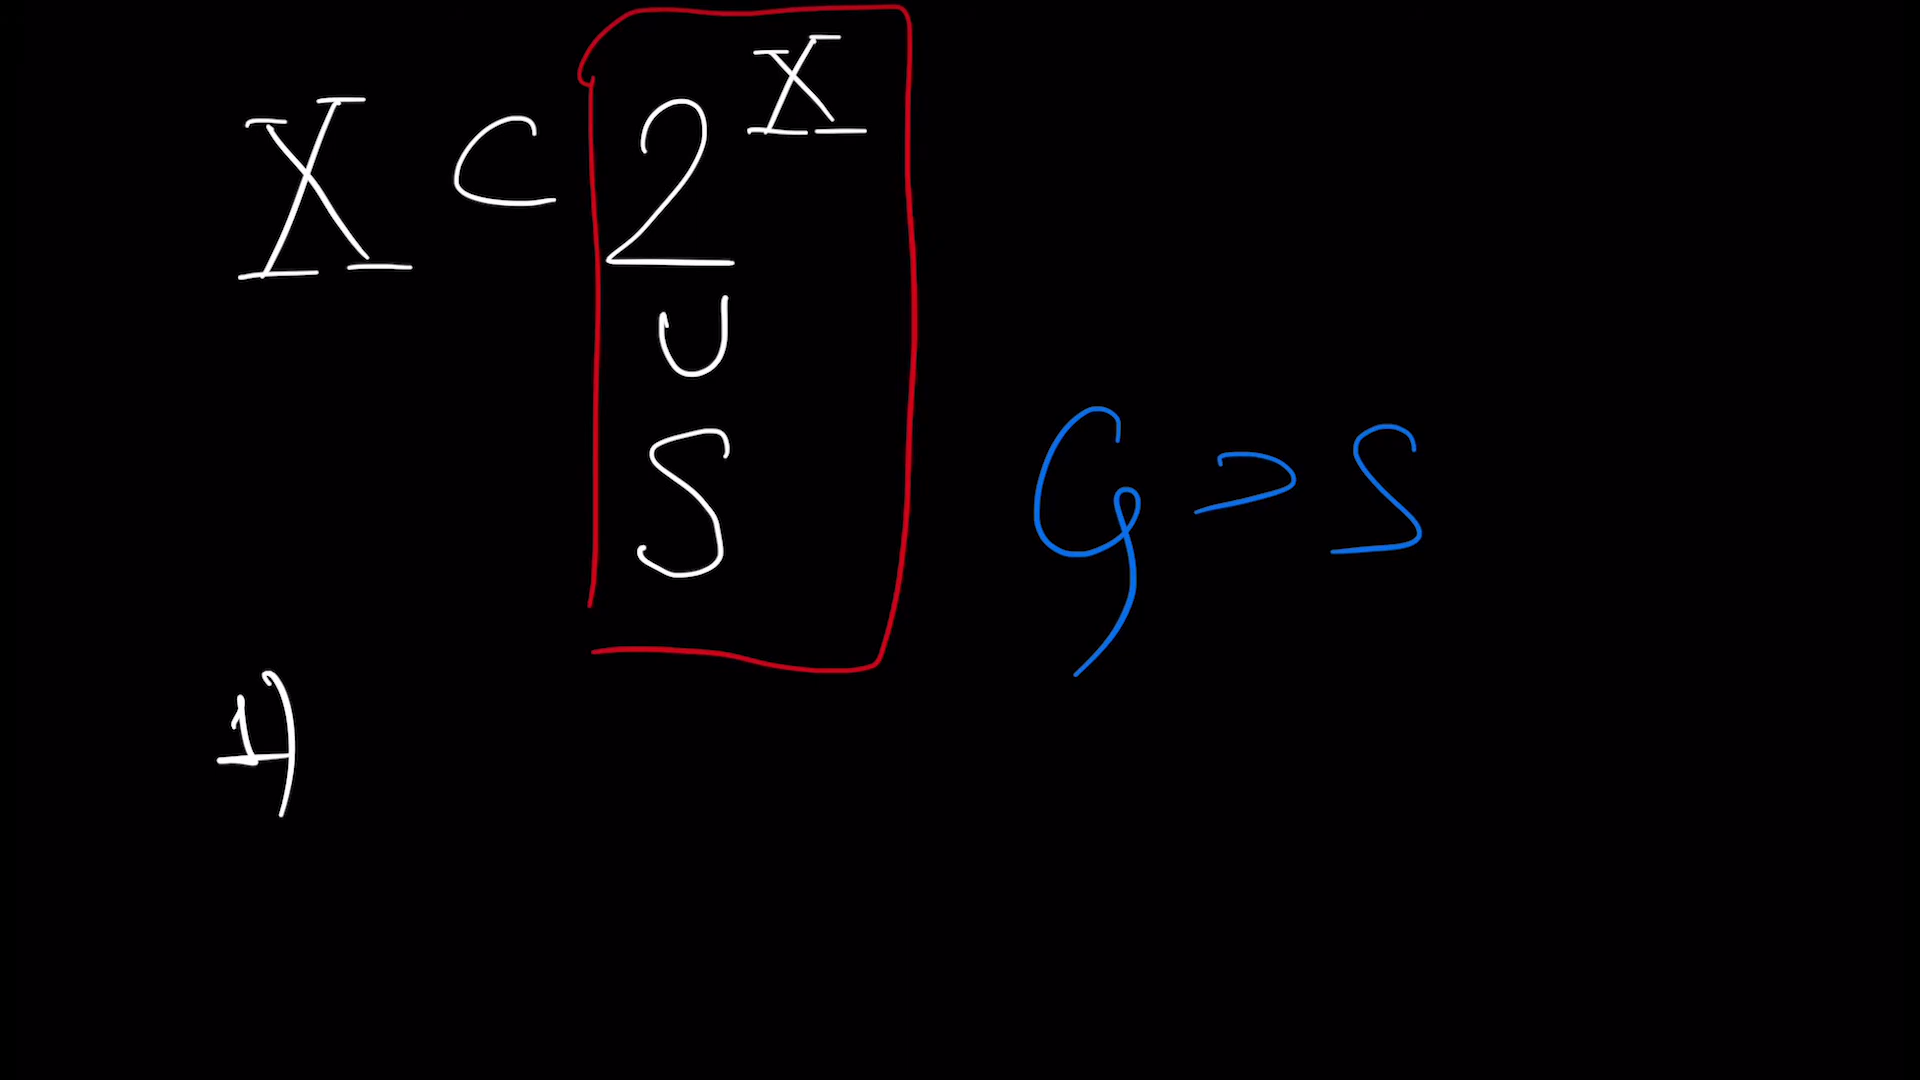 X ⊂ 2^X
∪
S
G ⊃ S
1)